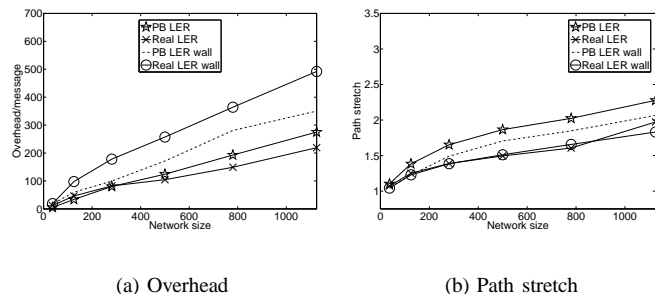 700
600
500
400
300
200
100
0
Overhead/message
0
200
400
600
800
1000
Network size
PB LER
Real LER
PB LER wall
Real LER wall
(a) Overhead
3.5
3
2.5
2
1.5
1
Path stretch
0
200
400
600
800
1000
Network size
PB LER
Real LER
PB LER wall
Real LER wall
(b) Path stretch